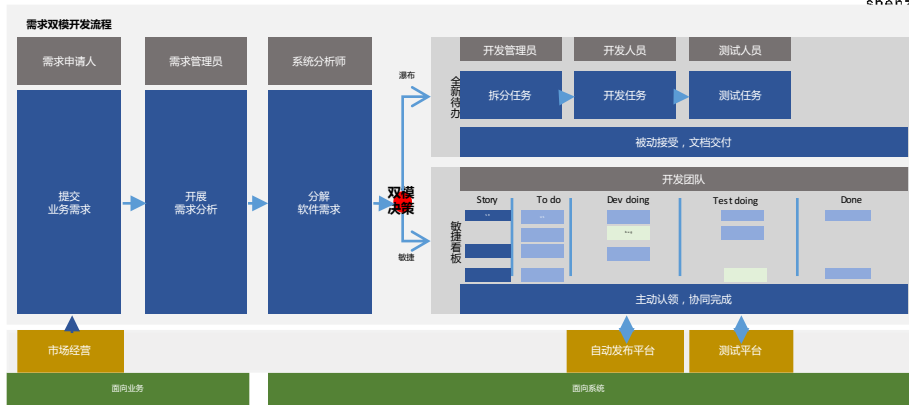 shenz
需求双模开发流程
需求申请人
需求管理员
系统分析师
提交
业务需求
开展
需求分析
分解
软件需求
双模
决策
瀑布
敏捷
全新待办
开发管理员
开发人员
测试人员
拆分任务
开发任务
测试任务
被动接受，文档交付
敏捷看板
开发团队
Story
To do
Dev doing
Test doing
Done
主动认领，协同完成
市场经营
自动发布平台
测试平台
面向业务
面向系统